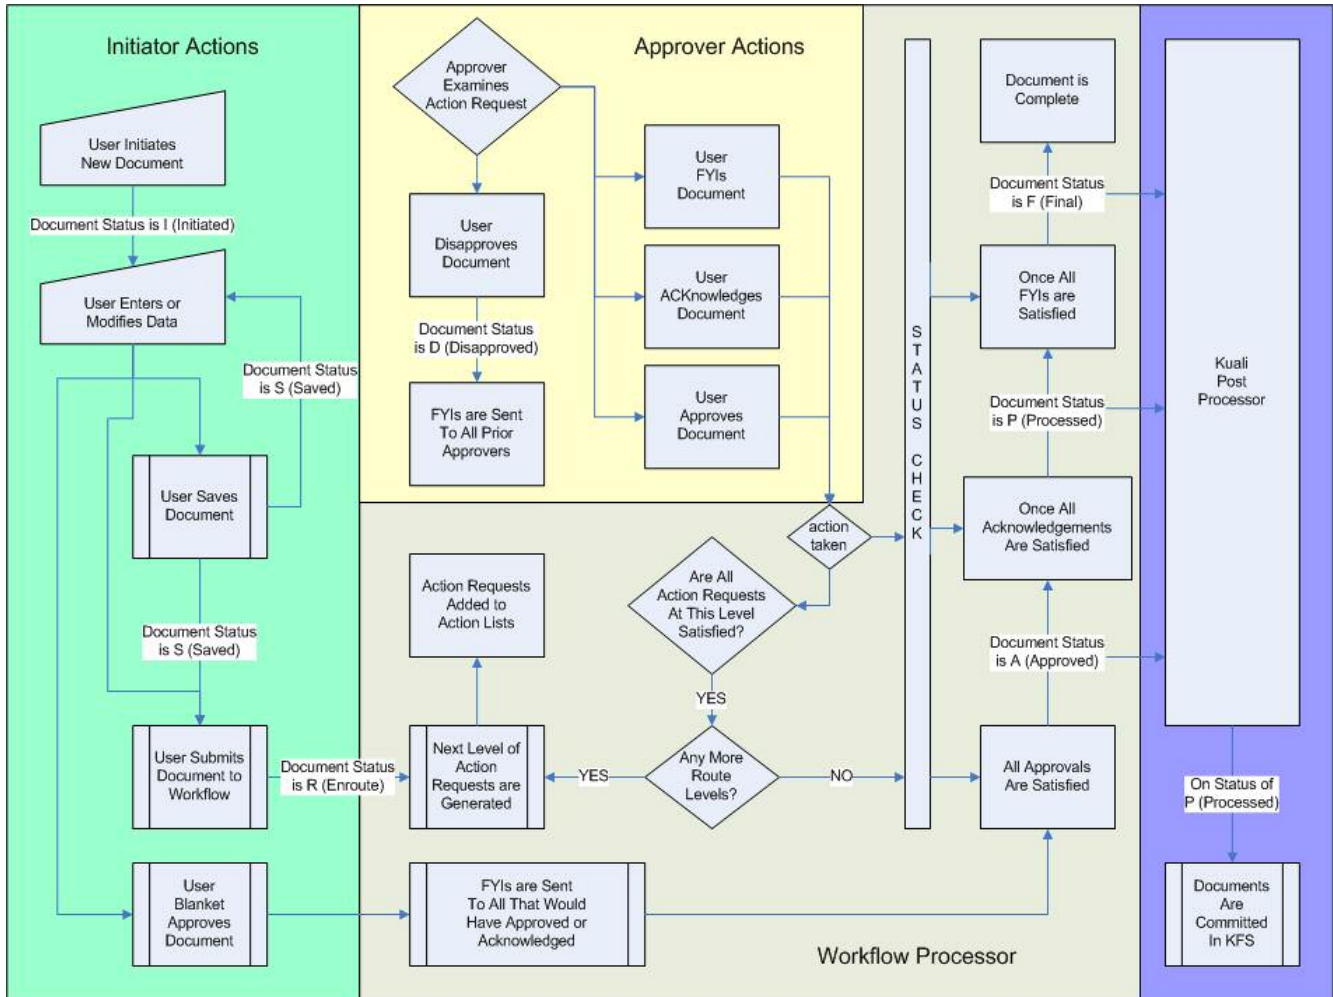 Initiator Actions
User Initiates
New Document
Document Status is I (Initiated)
User Enters or
Modifies Data
Document Status
is S (Saved)
User Saves
Document
Document Status
is S (Saved)
User Submits
Document to
Workflow
Document Status
is R (Enroute)
User
Blanket
Approves
Document
Approver Actions
Approver
Examines
Action Request
User
Disapproves
Document
Document Status
is D (Disapproved)
FYIs are Sent
To All Prior
Approvers
User
FYIs
Document
User
ACKnowledges
Document
User
Approves
Document
action
taken
Are All
Action Requests
At This Level
Satisfied?
YES
Any More
Route
Levels?
YES
NO
Action Requests
Added to
Action Lists
Next Level of
Action
Requests are
Generated
FYIs are Sent
To All That Would
Have Approved or
Acknowledged
Workflow Processor
STATUS CHECK
Document is
Complete
Document Status
is F (Final)
Once All
FYIs are
Satisfied
Document Status
is P (Processed)
Once All
Acknowledgements
Are Satisfied
Document Status
is A (Approved)
All Approvals
Are Satisfied
Kuali
Post
Processor
On Status of
P (Processed)
Documents
Are
Committed
In KFS